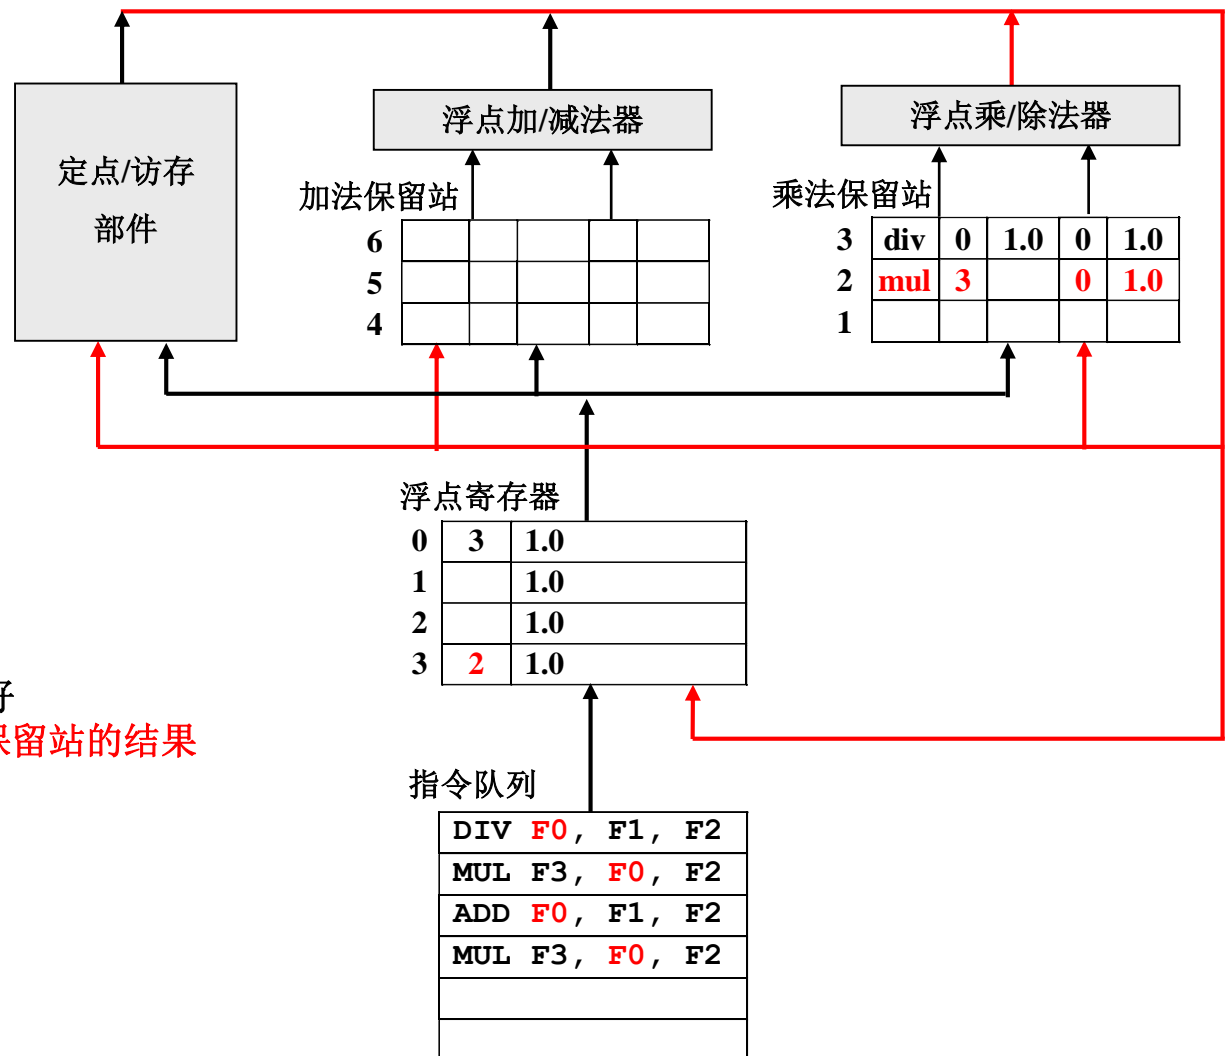 浮点加/减法器
浮点乘/除法器
定点/访存
部件
加法保留站
6
5
4
乘法保留站
3 div 0 1.0 0 1.0
2 mul 3 0 1.0
1
浮点寄存器
0 3 1.0
1 1.0
2 1.0
3 2 1.0
好
保留站的结果
指令队列
DIV F0, F1, F2
MUL F3, F0, F2
ADD F0, F1, F2
MUL F3, F0, F2